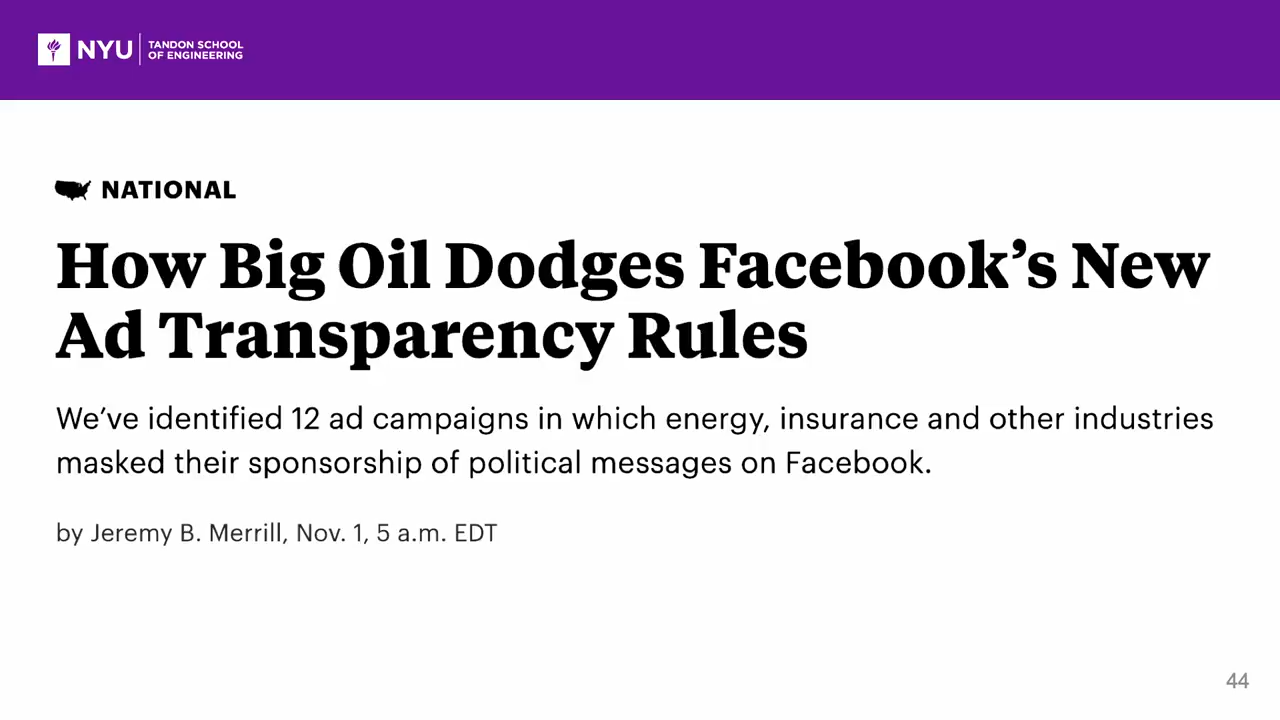 NYU
TANDON SCHOOL
OF ENGINEERING
NATIONAL
How Big Oil Dodges Facebook’s New
Ad Transparency Rules
We’ve identified 12 ad campaigns in which energy, insurance and other industries
masked their sponsorship of political messages on Facebook.
by Jeremy B. Merrill, Nov. 1, 5 a.m. EDT
44